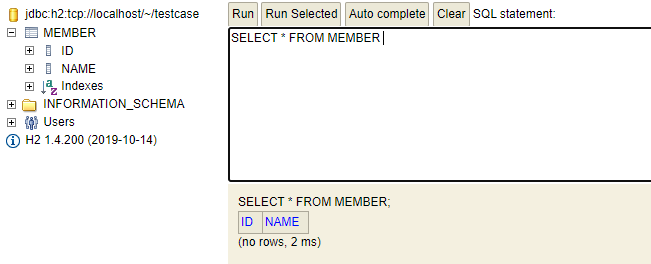 jdbc:h2:tcp://localhost/~/testcase
MEMBER
ID
NAME
Indexes
INFORMATION_SCHEMA
Users
H2 1.4.200 (2019-10-14)
Run Run Selected Auto complete Clear SQL statement:
SELECT * FROM MEMBER
SELECT * FROM MEMBER;
ID NAME
(no rows, 2 ms)